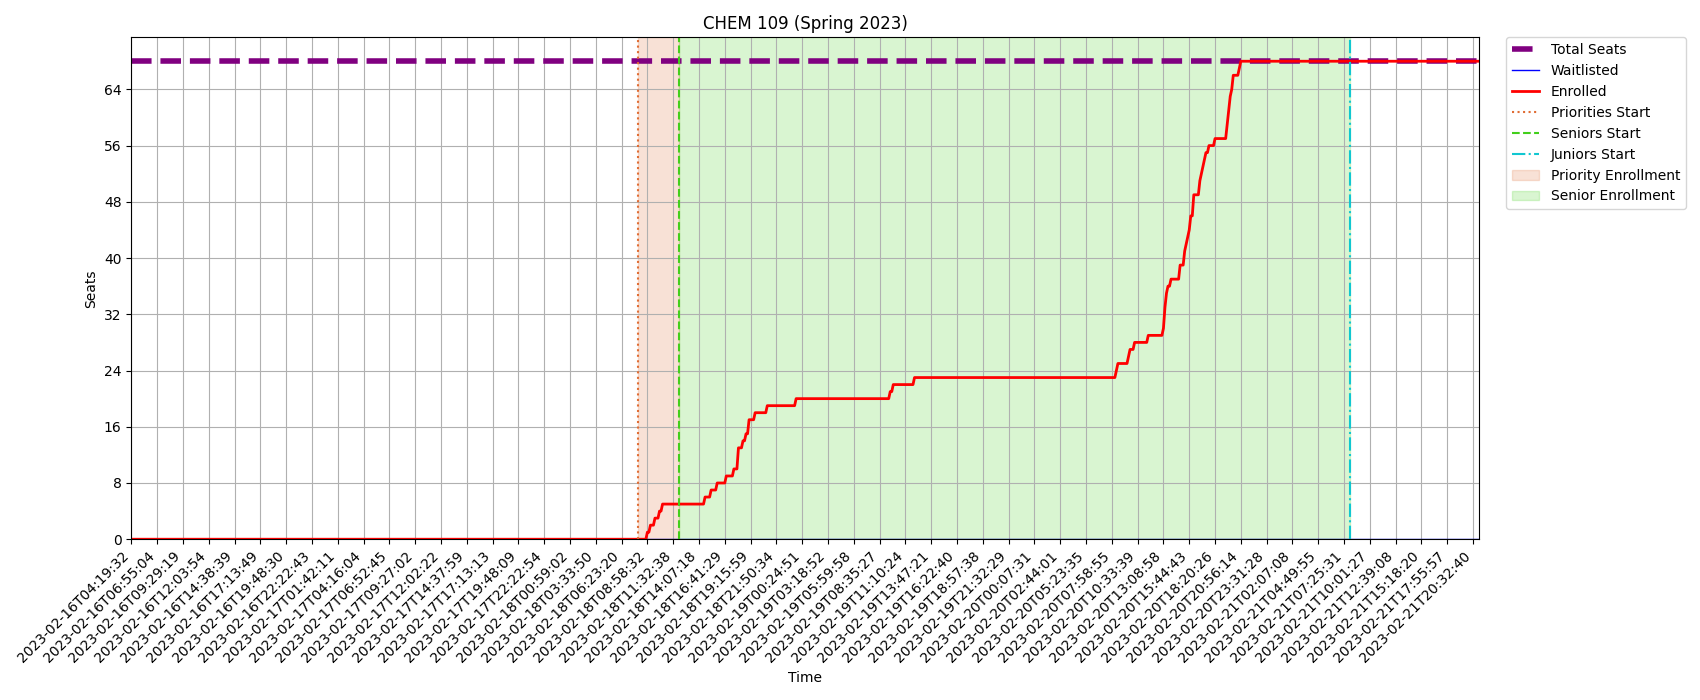 CHEM 109 (Spring 2023)
Total Seats
Waitlisted
Enrolled
Priorities Start
Seniors Start
Juniors Start
Priority Enrollment
Senior Enrollment
Seats
64
56
48
40
32
24
16
8
0
2023-02-16T04:19:32
2023-02-16T06:55:04
2023-02-16T09:29:19
2023-02-16T12:03:54
2023-02-16T14:38:39
2023-02-16T17:13:49
2023-02-16T19:48:30
2023-02-16T22:22:43
2023-02-17T01:42:11
2023-02-17T04:16:04
2023-02-17T06:52:45
2023-02-17T09:27:02
2023-02-17T12:02:22
2023-02-17T14:37:59
2023-02-17T17:13:13
2023-02-17T19:48:09
2023-02-17T22:22:54
2023-02-18T00:59:02
2023-02-18T03:33:50
2023-02-18T06:23:20
2023-02-18T08:58:32
2023-02-18T11:32:38
2023-02-18T14:07:18
2023-02-18T16:41:29
2023-02-18T19:15:59
2023-02-18T21:50:34
2023-02-19T00:24:51
2023-02-19T03:18:52
2023-02-19T05:59:58
2023-02-19T08:35:27
2023-02-19T11:10:24
2023-02-19T13:47:21
2023-02-19T16:22:40
2023-02-19T18:57:38
2023-02-19T21:32:29
2023-02-20T00:07:31
2023-02-20T02:44:01
2023-02-20T05:23:35
2023-02-20T07:58:55
2023-02-20T10:33:39
2023-02-20T13:08:58
2023-02-20T15:44:43
2023-02-20T18:20:26
2023-02-20T20:56:14
2023-02-20T23:31:28
2023-02-21T02:07:08
2023-02-21T04:49:55
2023-02-21T07:25:31
2023-02-21T10:01:27
2023-02-21T12:39:08
2023-02-21T15:18:20
2023-02-21T17:55:57
2023-02-21T20:32:40
Time